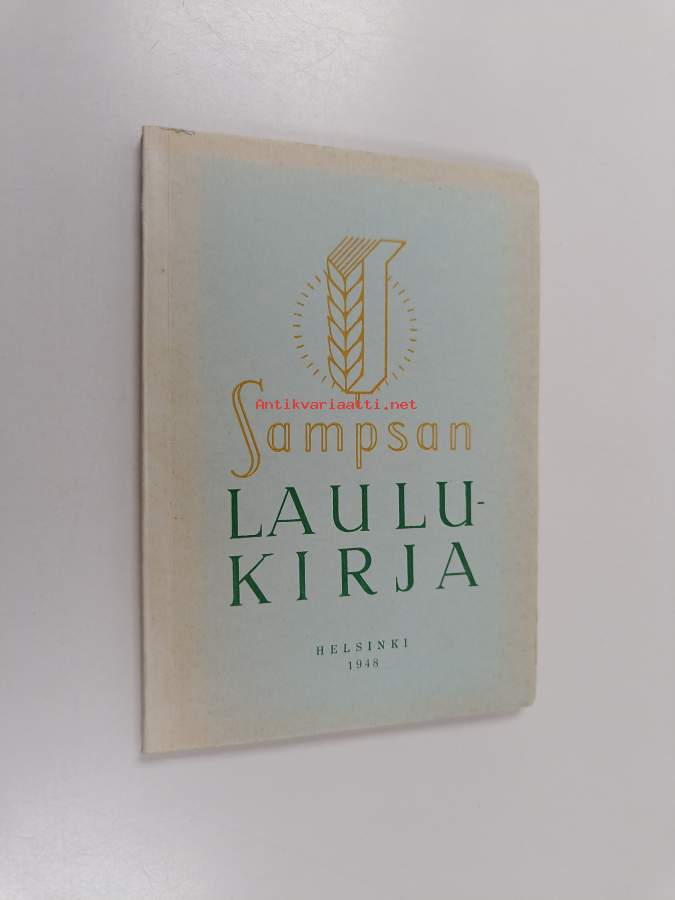 Antikvariaatti.net
Sampsan
LAULU-
KIRJA
HELSINKI
1948